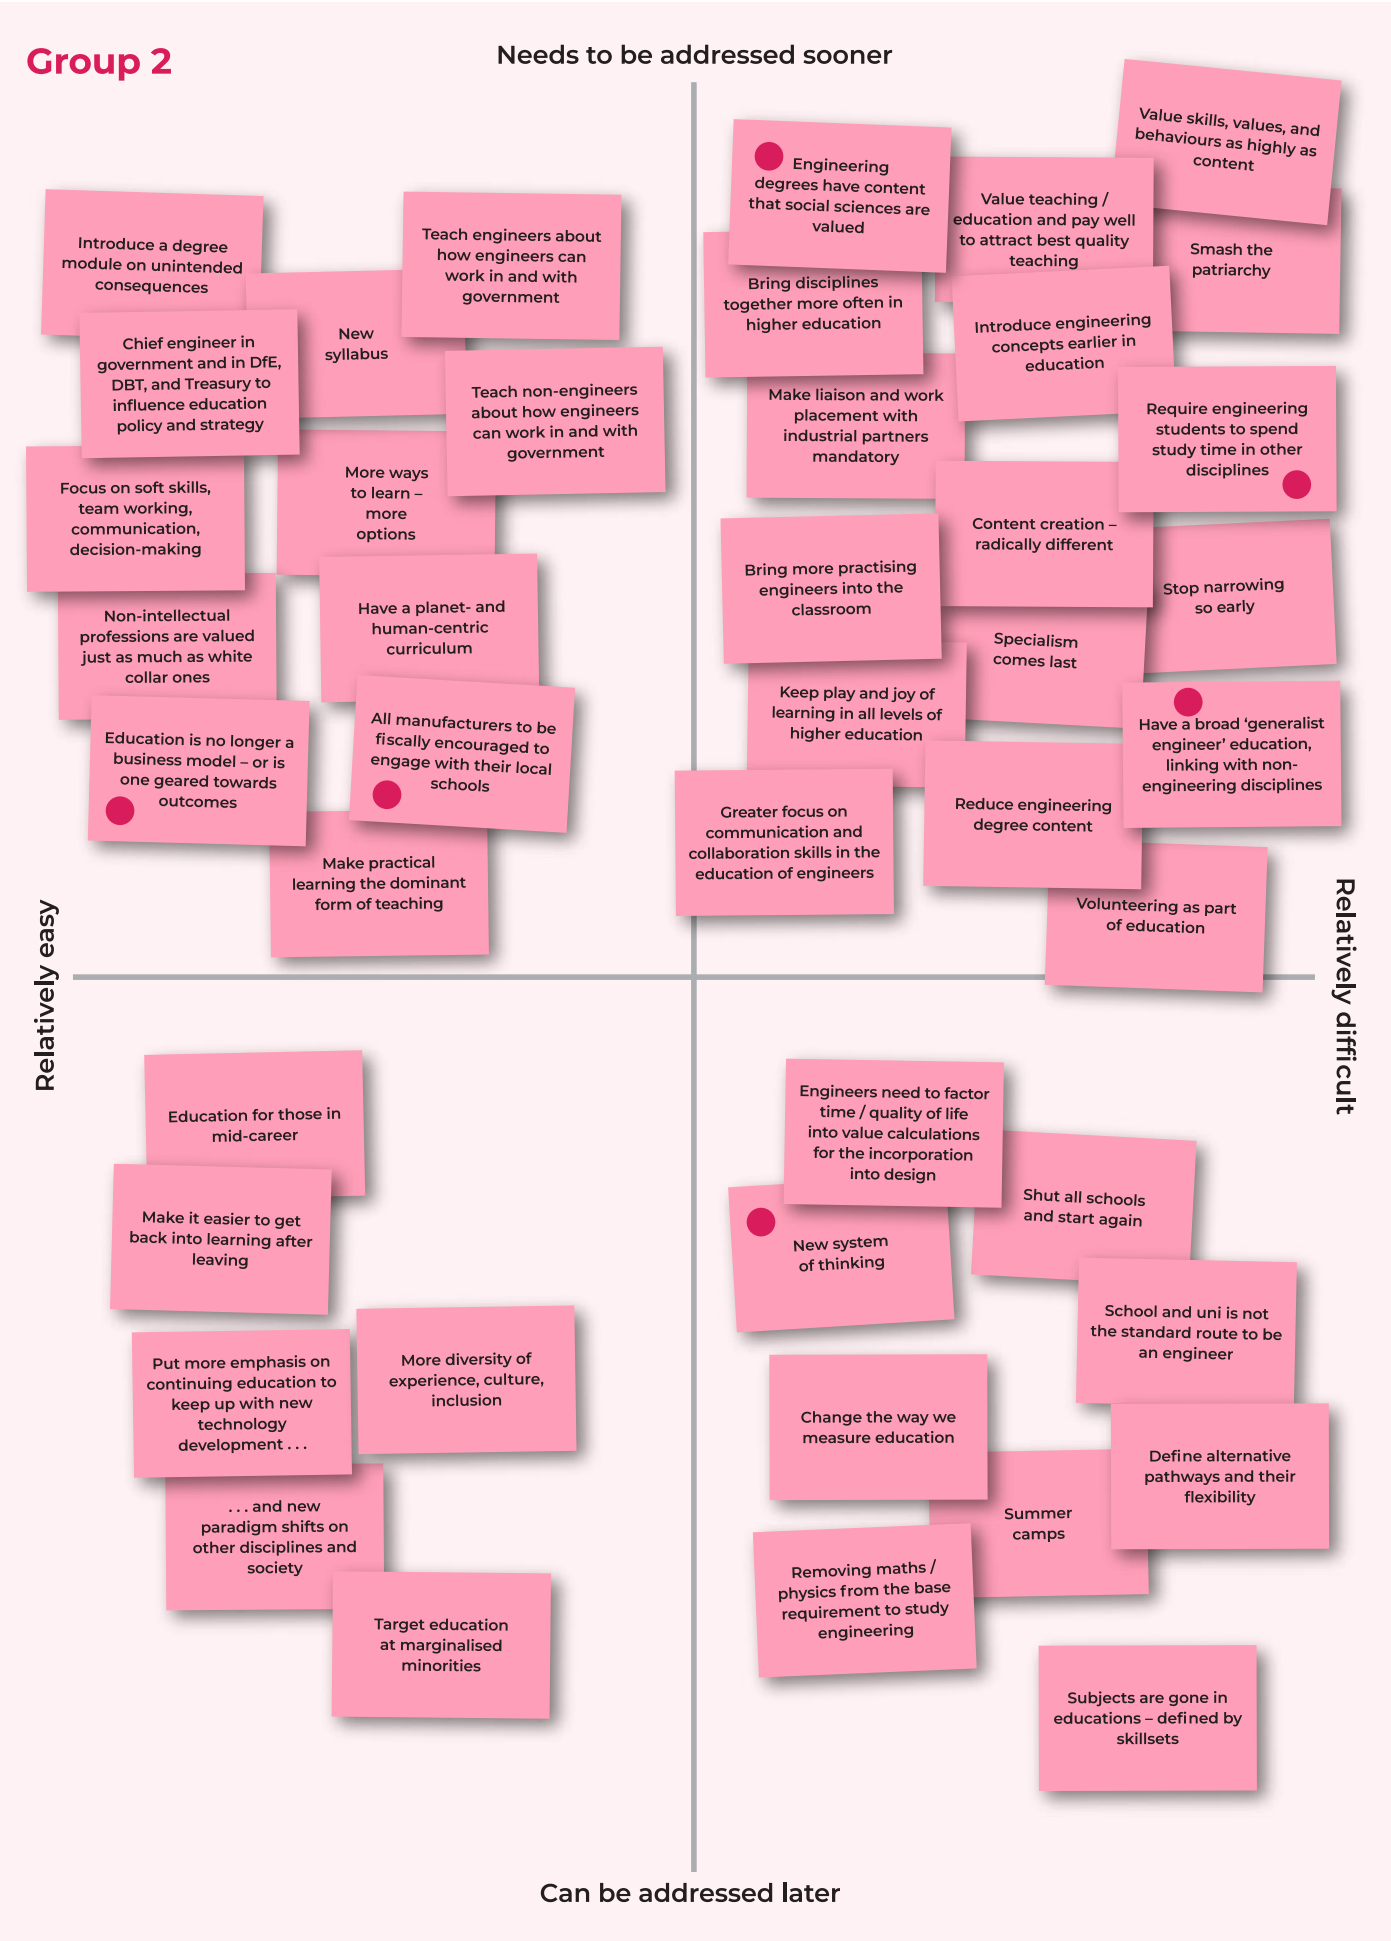 Group 2
Needs to be addressed sooner
Introduce a degree
module on unintended
consequences
Teach engineers about
how engineers can
work in and with
government
New
syllabus
Chief engineer in
government and in DfE,
DBT, and Treasury to
influence education
policy and strategy
Teach non-engineers
about how engineers
can work in and with
government
Focus on soft skills,
team working,
communication,
decision-making
More ways
to learn –
more
options
Non-intellectual
professions are valued
just as much as white
collar ones
Have a planet- and
human-centric
curriculum
Education is no longer a
business model – or is
one geared towards
outcomes
All manufacturers to be
fiscally encouraged to
engage with their local
schools
Make practical
learning the dominant
form of teaching
Value skills, values, and
behaviours as highly as
content
Engineering
degrees have content
that social sciences are
valued
Value teaching /
education and pay well
to attract best quality
teaching
Smash the
patriarchy
Bring disciplines
together more often in
higher education
Introduce engineering
concepts earlier in
education
Make liaison and work
placement with
industrial partners
mandatory
Require engineering
students to spend
study time in other
disciplines
Content creation –
radically different
Bring more practising
engineers into the
classroom
Stop narrowing
so early
Specialism
comes last
Keep play and joy of
learning in all levels of
higher education
Have a broad ‘generalist
engineer’ education,
linking with non-
engineering disciplines
Greater focus on
communication and
collaboration skills in the
education of engineers
Reduce engineering
degree content
Volunteering as part
of education
Relatively easy
Relatively difficult
Education for those in
mid-career
Make it easier to get
back into learning after
leaving
Put more emphasis on
continuing education to
keep up with new
technology
development . . .
More diversity of
experience, culture,
inclusion
. . . and new
paradigm shifts on
other disciplines and
society
Target education
at marginalised
minorities
Engineers need to factor
time / quality of life
into value calculations
for the incorporation
into design
Shut all schools
and start again
New system
of thinking
School and uni is not
the standard route to be
an engineer
Change the way we
measure education
Define alternative
pathways and their
flexibility
Summer
camps
Removing maths /
physics from the base
requirement to study
engineering
Subjects are gone in
educations – defined by
skillsets
Can be addressed later